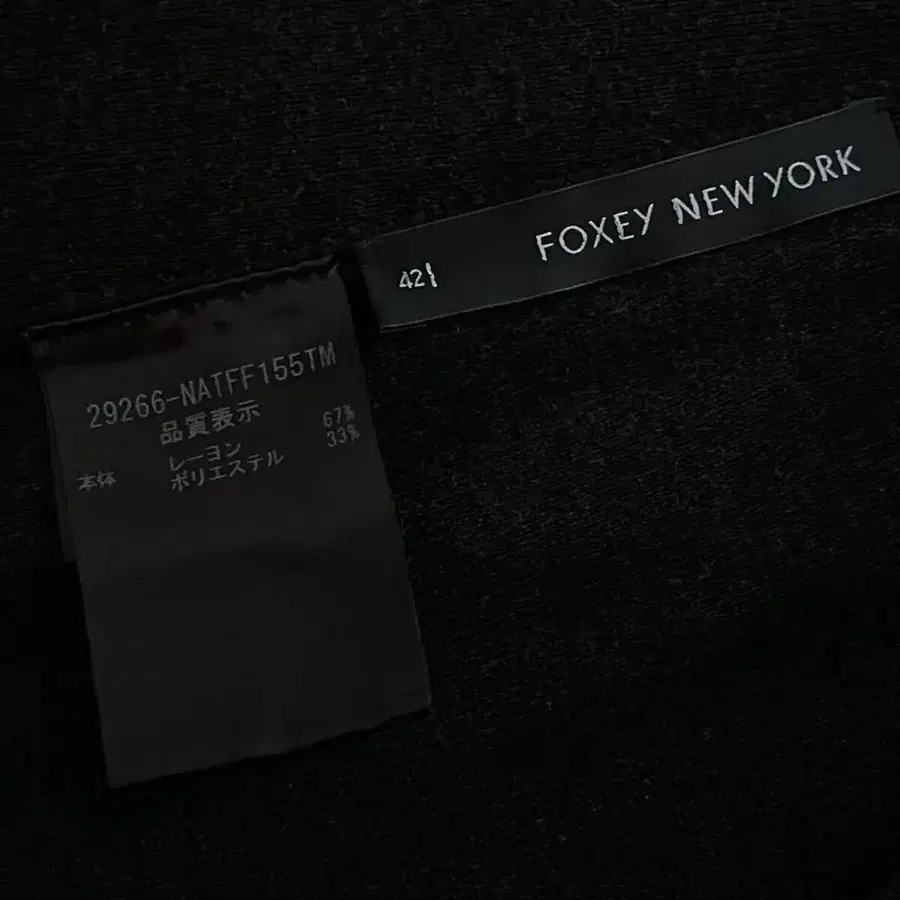 FOXEY NEW YORK
42
29266-NATFF155TM
品質表示
本体 レーヨン 67%
ポリエステル 33%